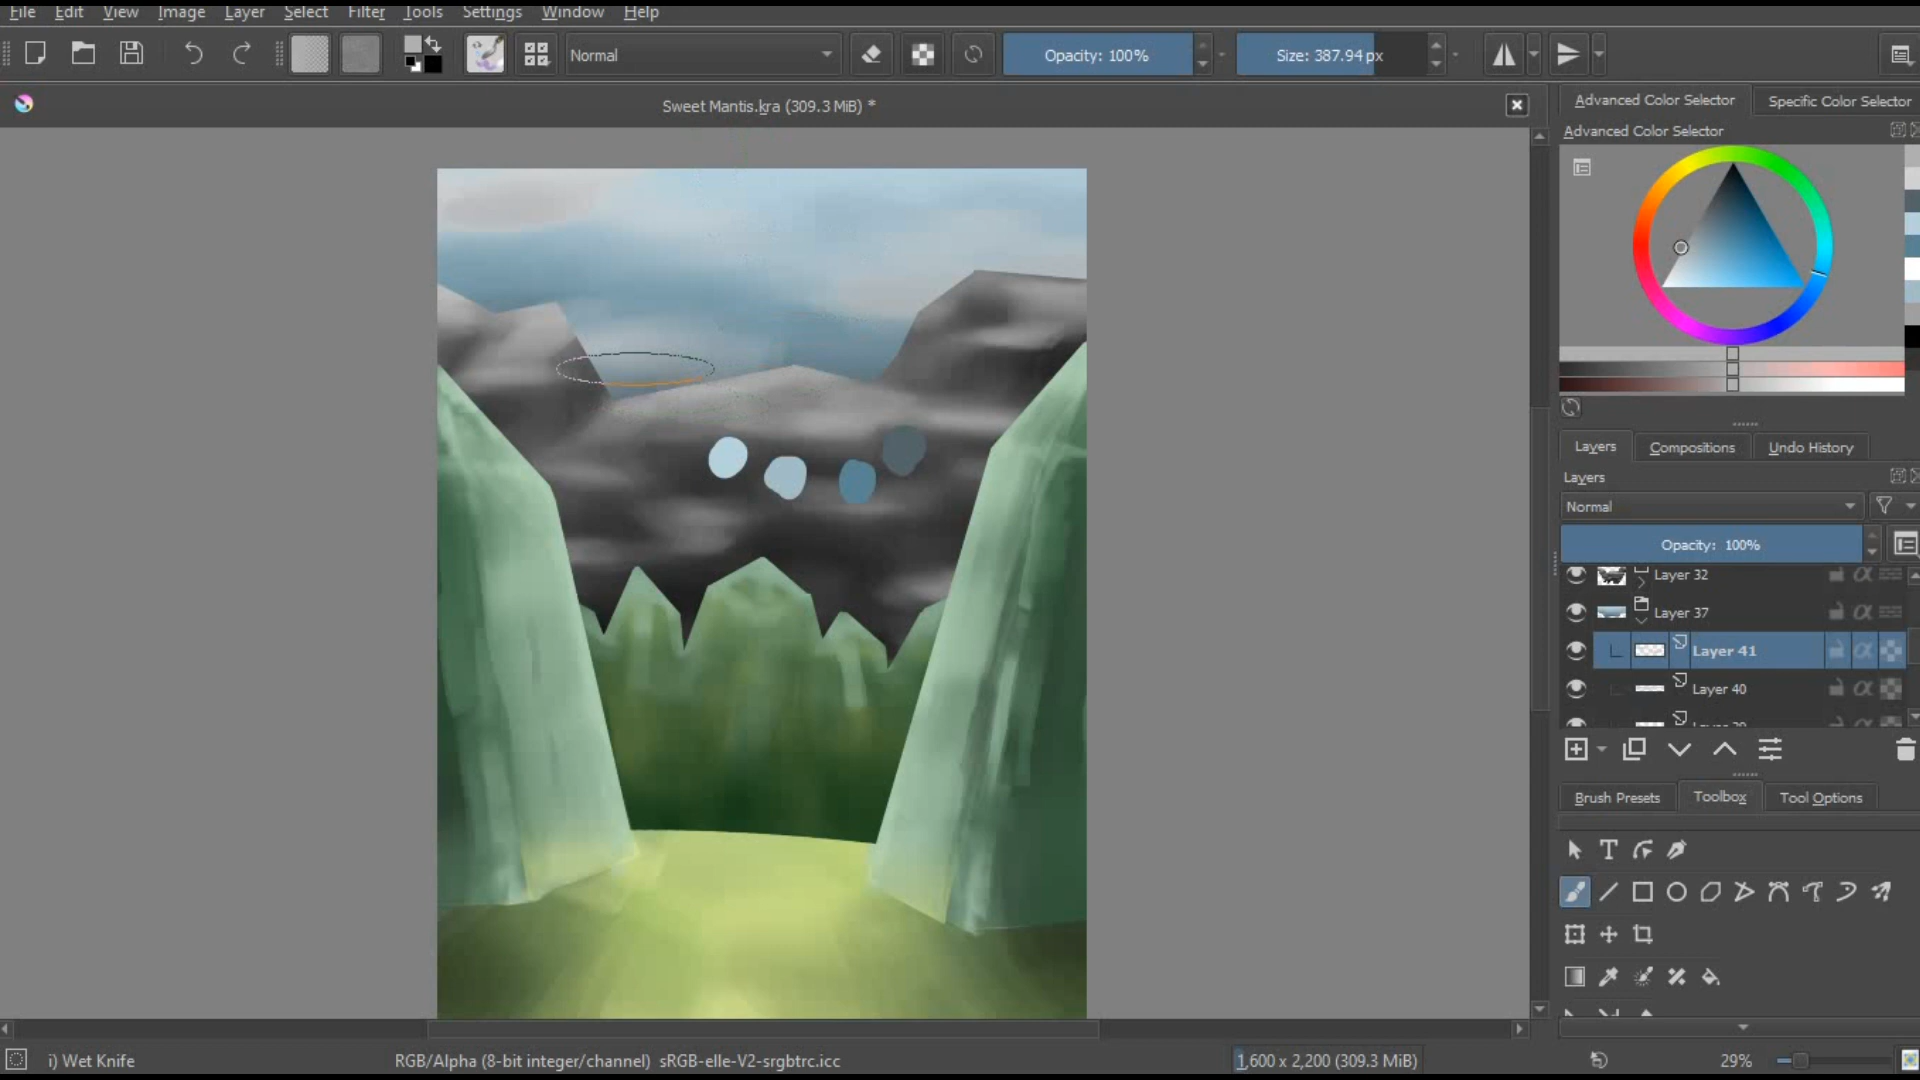 File Edit View Image Layer Select Filter Tools Settings Window Help
Normal
Opacity: 100%
Size: 387.94 px
Sweet Mantis.kra (309.3 MiB) *
Advanced Color Selector
Specific Color Selector
Advanced Color Selector
Layers
Compositions
Undo History
Layers
Normal
Opacity: 100%
Layer 32
Layer 37
Layer 41
Layer 40
Brush Presets
Toolbox
Tool Options
i) Wet Knife
RGB/Alpha (8-bit integer/channel) sRGB-elle-V2-srgbtrc.icc
1,600 x 2,200 (309.3 MiB)
29%